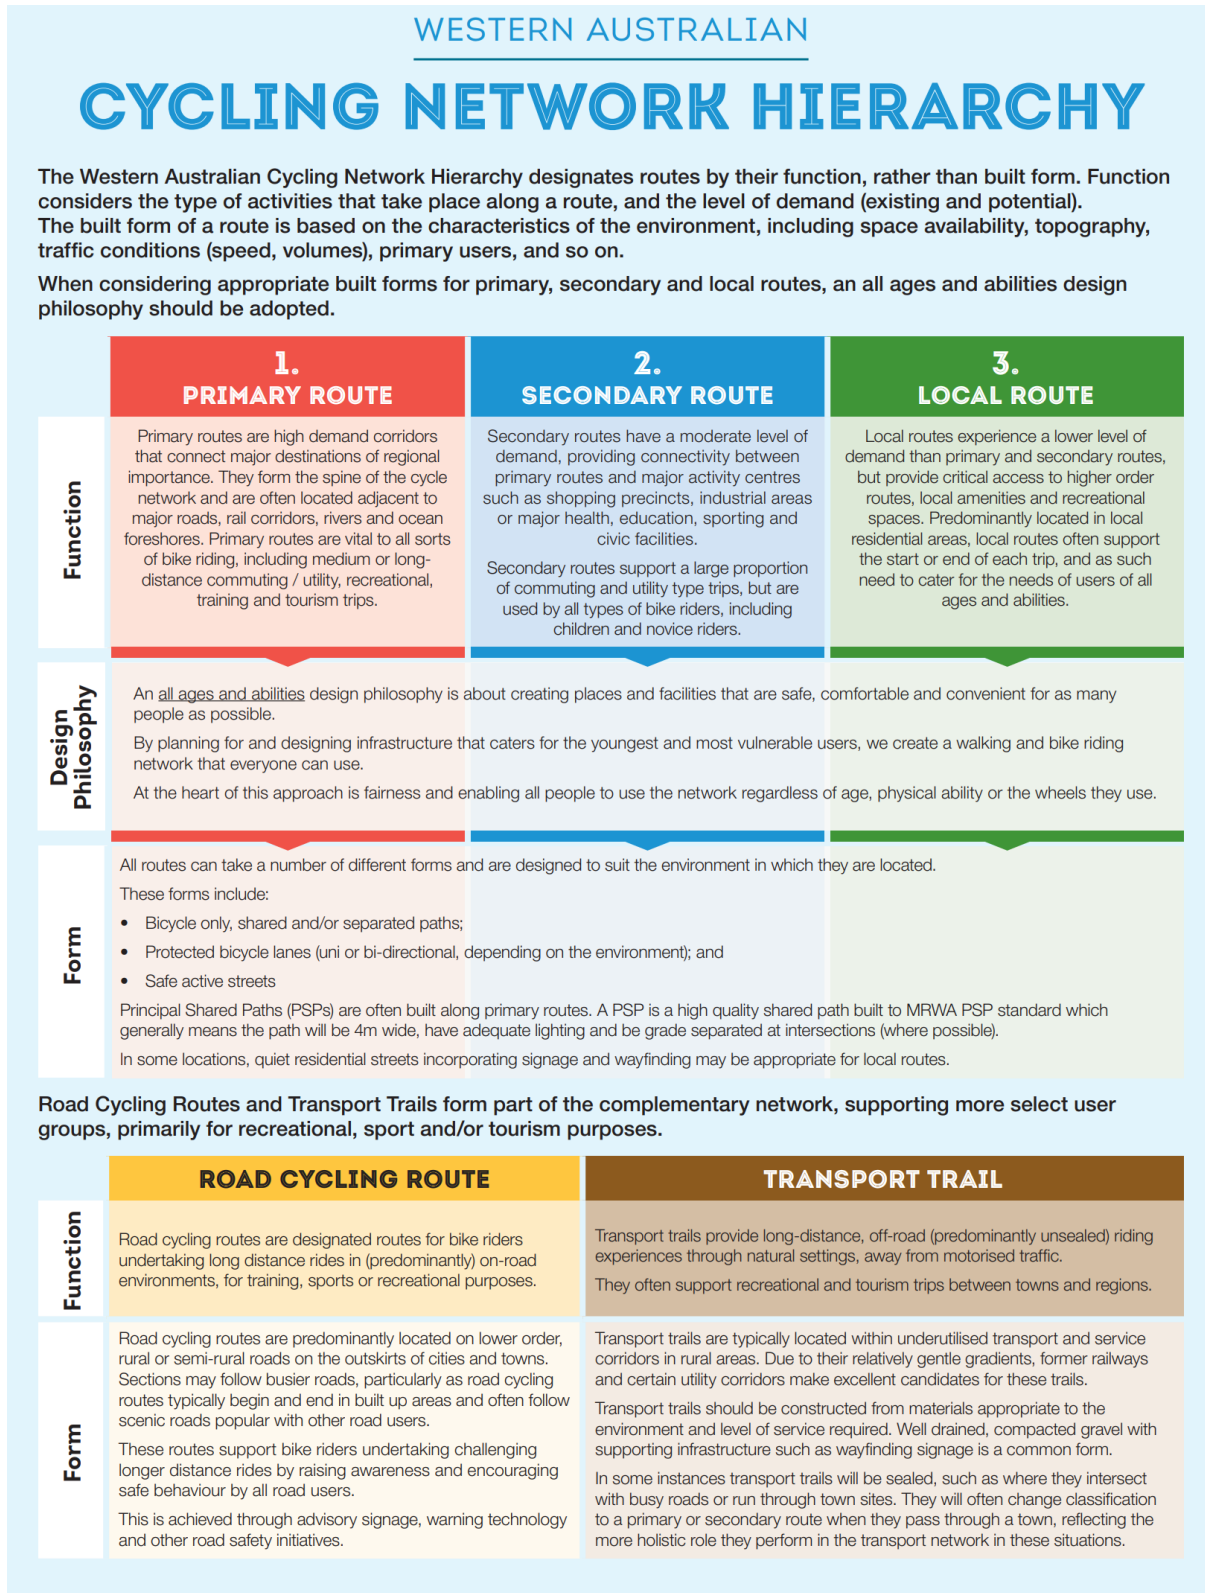 WESTERN AUSTRALIAN
CYCLING NETWORK HIERARCHY
The Western Australian Cycling Network Hierarchy designates routes by their function, rather than built form. Function
considers the type of activities that take place along a route, and the level of demand (existing and potential).
The built form of a route is based on the characteristics of the environment, including space availability, topography,
traffic conditions (speed, volumes), primary users, and so on.
When considering appropriate built forms for primary, secondary and local routes, an all ages and abilities design
philosophy should be adopted.
1.
PRIMARY ROUTE
2.
SECONDARY ROUTE
3.
LOCAL ROUTE
Function
Primary routes are high demand corridors
that connect major destinations of regional
importance. They form the spine of the cycle
network and are often located adjacent to
major roads, rail corridors, rivers and ocean
foreshores. Primary routes are vital to all sorts
of bike riding, including medium or long-
distance commuting / utility, recreational,
training and tourism trips.
Secondary routes have a moderate level of
demand, providing connectivity between
primary routes and major activity centres
such as shopping precincts, industrial areas
or major health, education, sporting and
civic facilities.
Secondary routes support a large proportion
of commuting and utility type trips, but are
used by all types of bike riders, including
children and novice riders.
Local routes experience a lower level of
demand than primary and secondary routes,
but provide critical access to higher order
routes, local amenities and recreational
spaces. Predominantly located in local
residential areas, local routes often support
the start or end of each trip, and as such
need to cater for the needs of users of all
ages and abilities.
Design
Philosophy
An all ages and abilities design philosophy is about creating places and facilities that are safe, comfortable and convenient for as many
people as possible.
By planning for and designing infrastructure that caters for the youngest and most vulnerable users, we create a walking and bike riding
network that everyone can use.
At the heart of this approach is fairness and enabling all people to use the network regardless of age, physical ability or the wheels they use.
Form
All routes can take a number of different forms and are designed to suit the environment in which they are located.
These forms include:
• Bicycle only, shared and/or separated paths;
• Protected bicycle lanes (uni or bi-directional, depending on the environment); and
• Safe active streets
Principal Shared Paths (PSPs) are often built along primary routes. A PSP is a high quality shared path built to MRWA PSP standard which
generally means the path will be 4m wide, have adequate lighting and be grade separated at intersections (where possible).
In some locations, quiet residential streets incorporating signage and wayfinding may be appropriate for local routes.
Road Cycling Routes and Transport Trails form part of the complementary network, supporting more select user
groups, primarily for recreational, sport and/or tourism purposes.
ROAD CYCLING ROUTE
TRANSPORT TRAIL
Function
Road cycling routes are designated routes for bike riders
undertaking long distance rides in (predominantly) on-road
environments, for training, sports or recreational purposes.
Transport trails provide long-distance, off-road (predominantly unsealed) riding
experiences through natural settings, away from motorised traffic.
They often support recreational and tourism trips between towns and regions.
Form
Road cycling routes are predominantly located on lower order,
rural or semi-rural roads on the outskirts of cities and towns.
Sections may follow busier roads, particularly as road cycling
routes typically begin and end in built up areas and often follow
scenic roads popular with other road users.
These routes support bike riders undertaking challenging
longer distance rides by raising awareness and encouraging
safe behaviour by all road users.
This is achieved through advisory signage, warning technology
and other road safety initiatives.
Transport trails are typically located within underutilised transport and service
corridors in rural areas. Due to their relatively gentle gradients, former railways
and certain utility corridors make excellent candidates for these trails.
Transport trails should be constructed from materials appropriate to the
environment and level of service required. Well drained, compacted gravel with
supporting infrastructure such as wayfinding signage is a common form.
In some instances transport trails will be sealed, such as where they intersect
with busy roads or run through town sites. They will often change classification
to a primary or secondary route when they pass through a town, reflecting the
more holistic role they perform in the transport network in these situations.